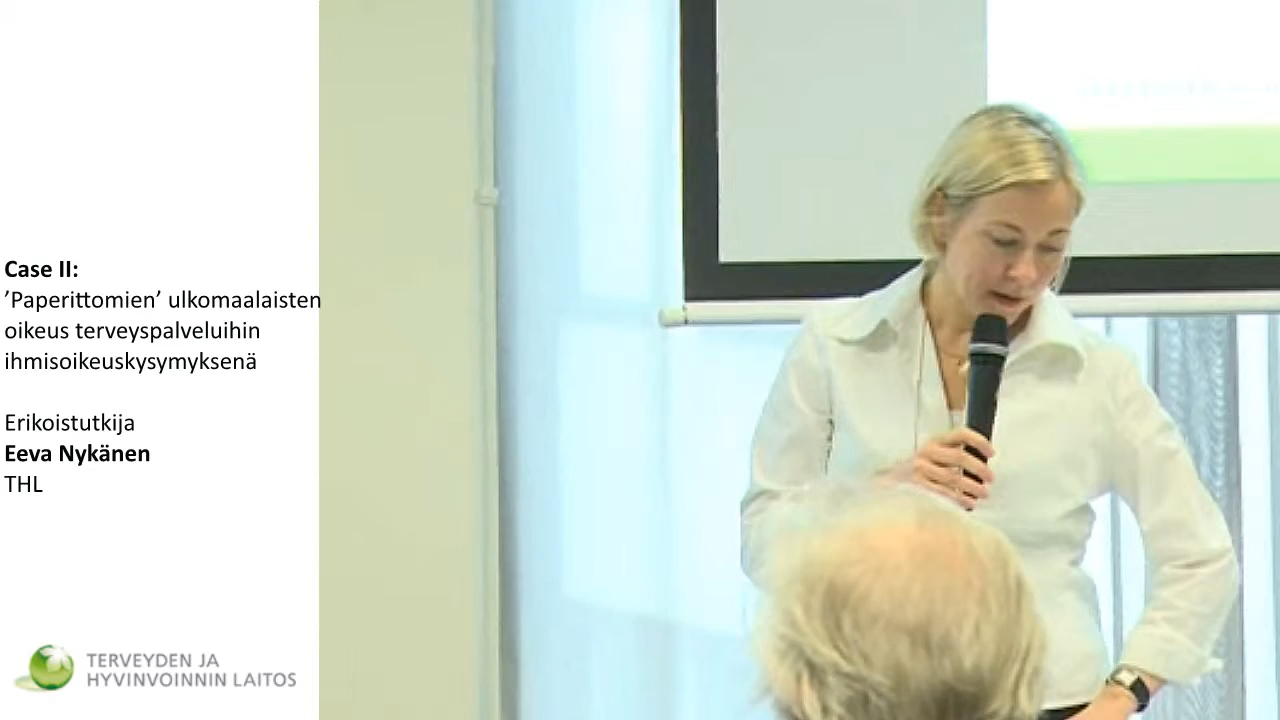 Case II:
’Paperittomien’ ulkomaalaisten
oikeus terveyspalveluihin
ihmisoikeuskysymyksenä
Erikoistutkija
Eeva Nykänen
THL
TERVEYDEN JA
HYVINVOINNIN LAITOS